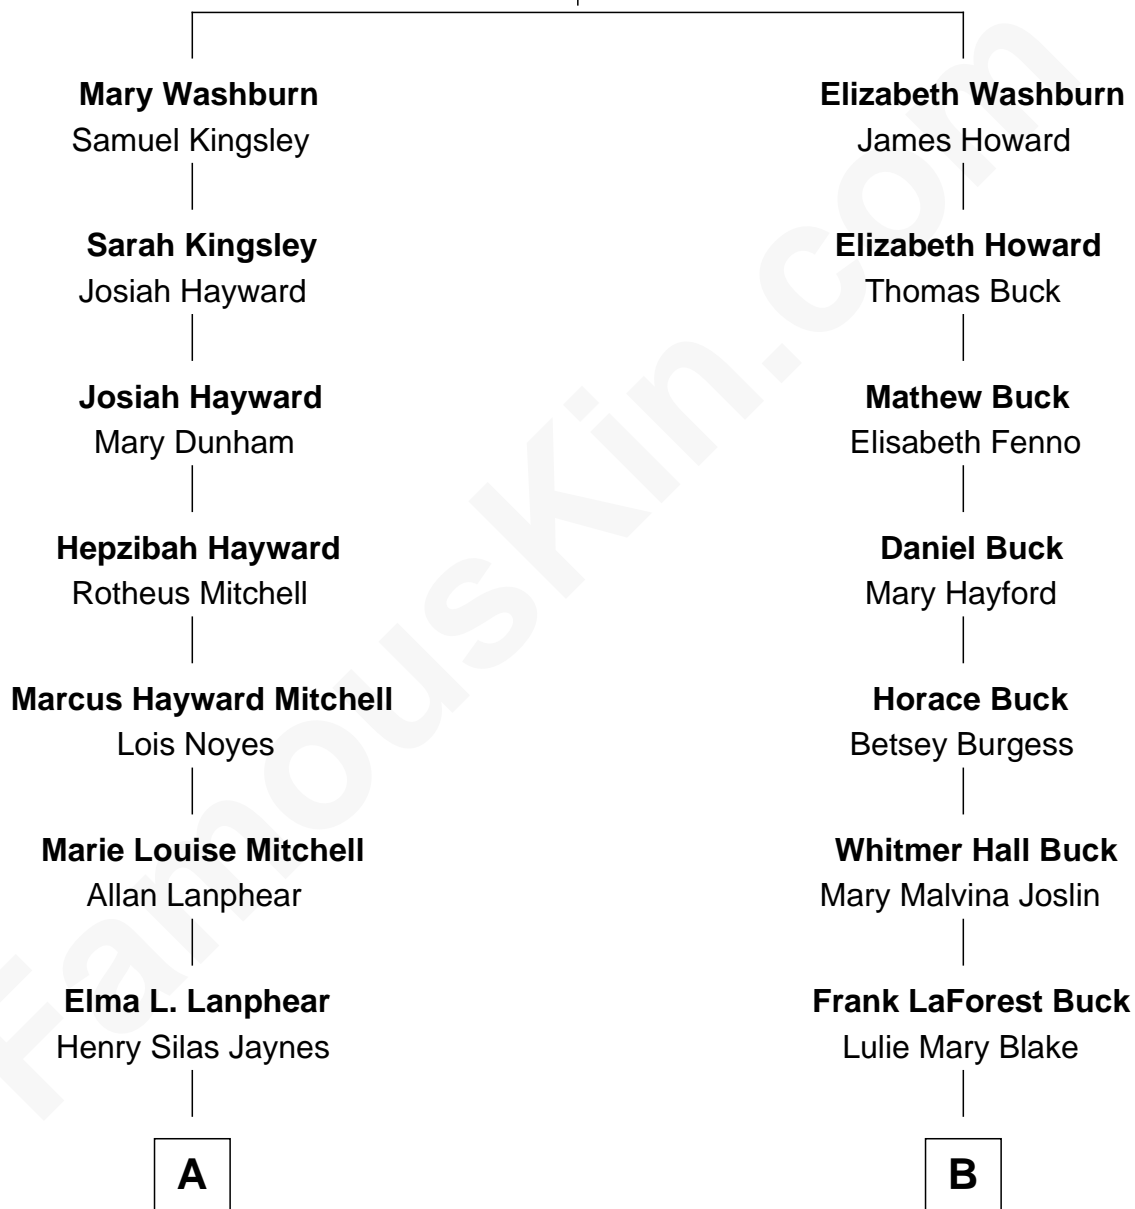 Mary Washburn
Samuel Kingsley
Elizabeth Washburn
James Howard
Sarah Kingsley
Josiah Hayward
Elizabeth Howard
Thomas Buck
Josiah Hayward
Mary Dunham
Mathew Buck
Elisabeth Fenno
Hepzibah Hayward
Rotheus Mitchell
Daniel Buck
Mary Hayford
Marcus Hayward Mitchell
Lois Noyes
Horace Buck
Betsey Burgess
Marie Louise Mitchell
Allan Lanphear
Whitmer Hall Buck
Mary Malvina Joslin
Elma L. Lanphear
Henry Silas Jaynes
Frank LaForest Buck
Lulie Mary Blake
A
B
FamousKin.com